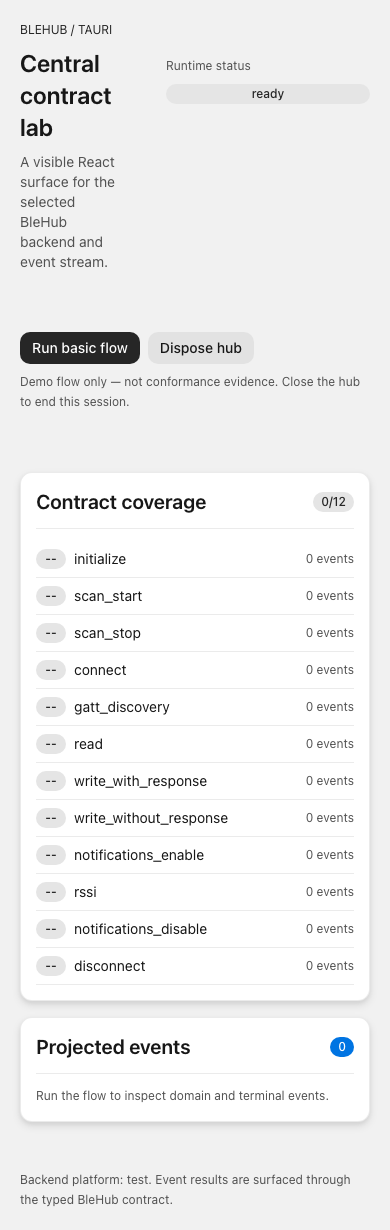 BLEHUB / TAURI
Central
contract
lab
A visible React
surface for the
selected
BleHub
backend and
event stream.
Runtime status
ready
Run basic flow
Dispose hub
Demo flow only — not conformance evidence. Close the hub
to end this session.
Contract coverage
0/12
-- initialize 0 events
-- scan_start 0 events
-- scan_stop 0 events
-- connect 0 events
-- gatt_discovery 0 events
-- read 0 events
-- write_with_response 0 events
-- write_without_response 0 events
-- notifications_enable 0 events
-- rssi 0 events
-- notifications_disable 0 events
-- disconnect 0 events
Projected events
0
Run the flow to inspect domain and terminal events.
Backend platform: test. Event results are surfaced through
the typed BleHub contract.